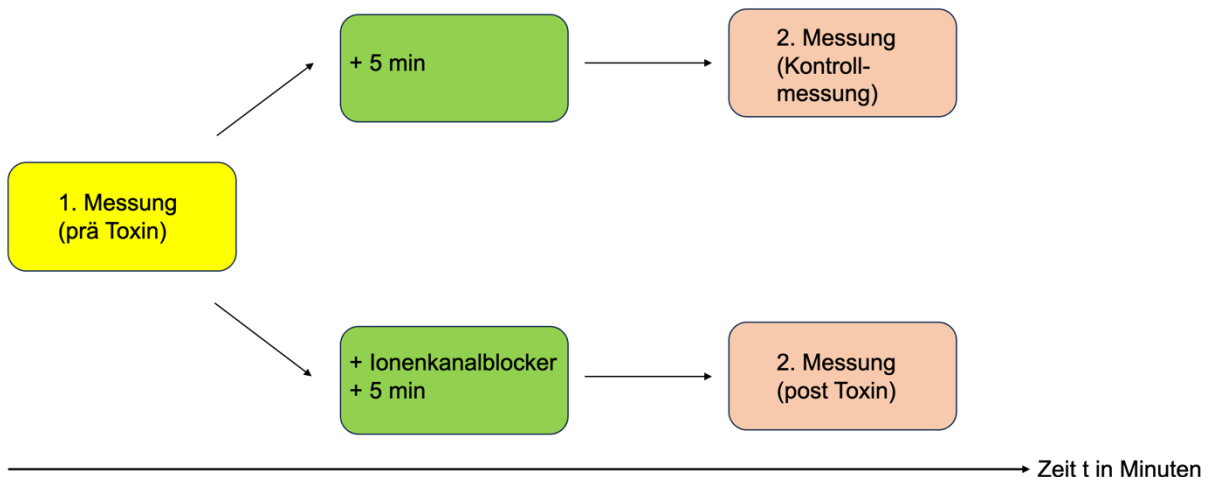 + 5 min
2. Messung
(Kontroll-
messung)
1. Messung
(prä Toxin)
+ Ionenkanalblocker
+ 5 min
2. Messung
(post Toxin)
Zeit t in Minuten